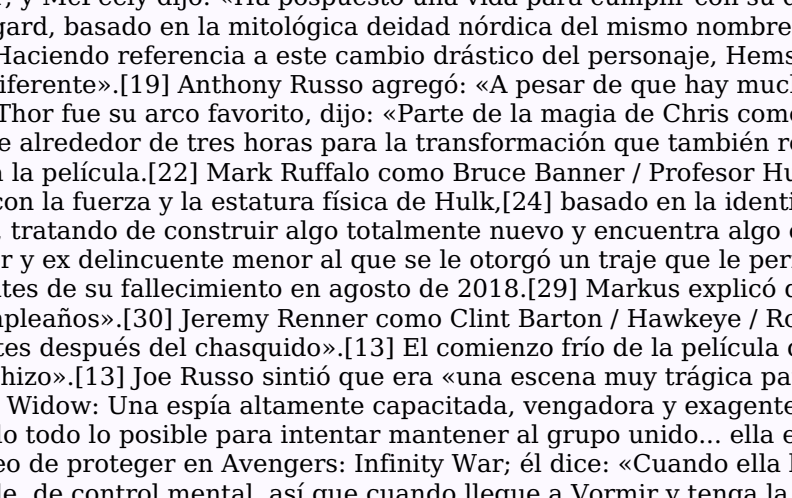 y McFeely dijo: «Ha pospuesto una vida para cumplir con su
gard, basado en la mitológica deidad nórdica del mismo nombre
Haciendo referencia a este cambio drástico del personaje, Hems
iferente».[19] Anthony Russo agregó: «A pesar de que hay muc
Thor fue su arco favorito, dijo: «Parte de la magia de Chris com
e alrededor de tres horas para la transformación que también r
la película.[22] Mark Ruffalo como Bruce Banner / Profesor Hu
con la fuerza y la estatura física de Hulk,[24] basado en la identi
, tratando de construir algo totalmente nuevo y encuentra algo
r y ex delincuente menor al que se le otorgó un traje que le per
tes de su fallecimiento en agosto de 2018.[29] Markus explicó
pleaños».[30] Jeremy Renner como Clint Barton / Hawkeye / Ro
tes después del chasquido».[13] El comienzo frío de la película
hizo».[13] Joe Russo sintió que era «una escena muy trágica pa
Widow: Una espía altamente capacitada, vengadora y exagente
lo todo lo posible para intentar mantener al grupo unido... ella e
eo de proteger en Avengers: Infinity War; él dice: «Cuando ella
de control mental, así que cuando llegue a Vormir y tenga la